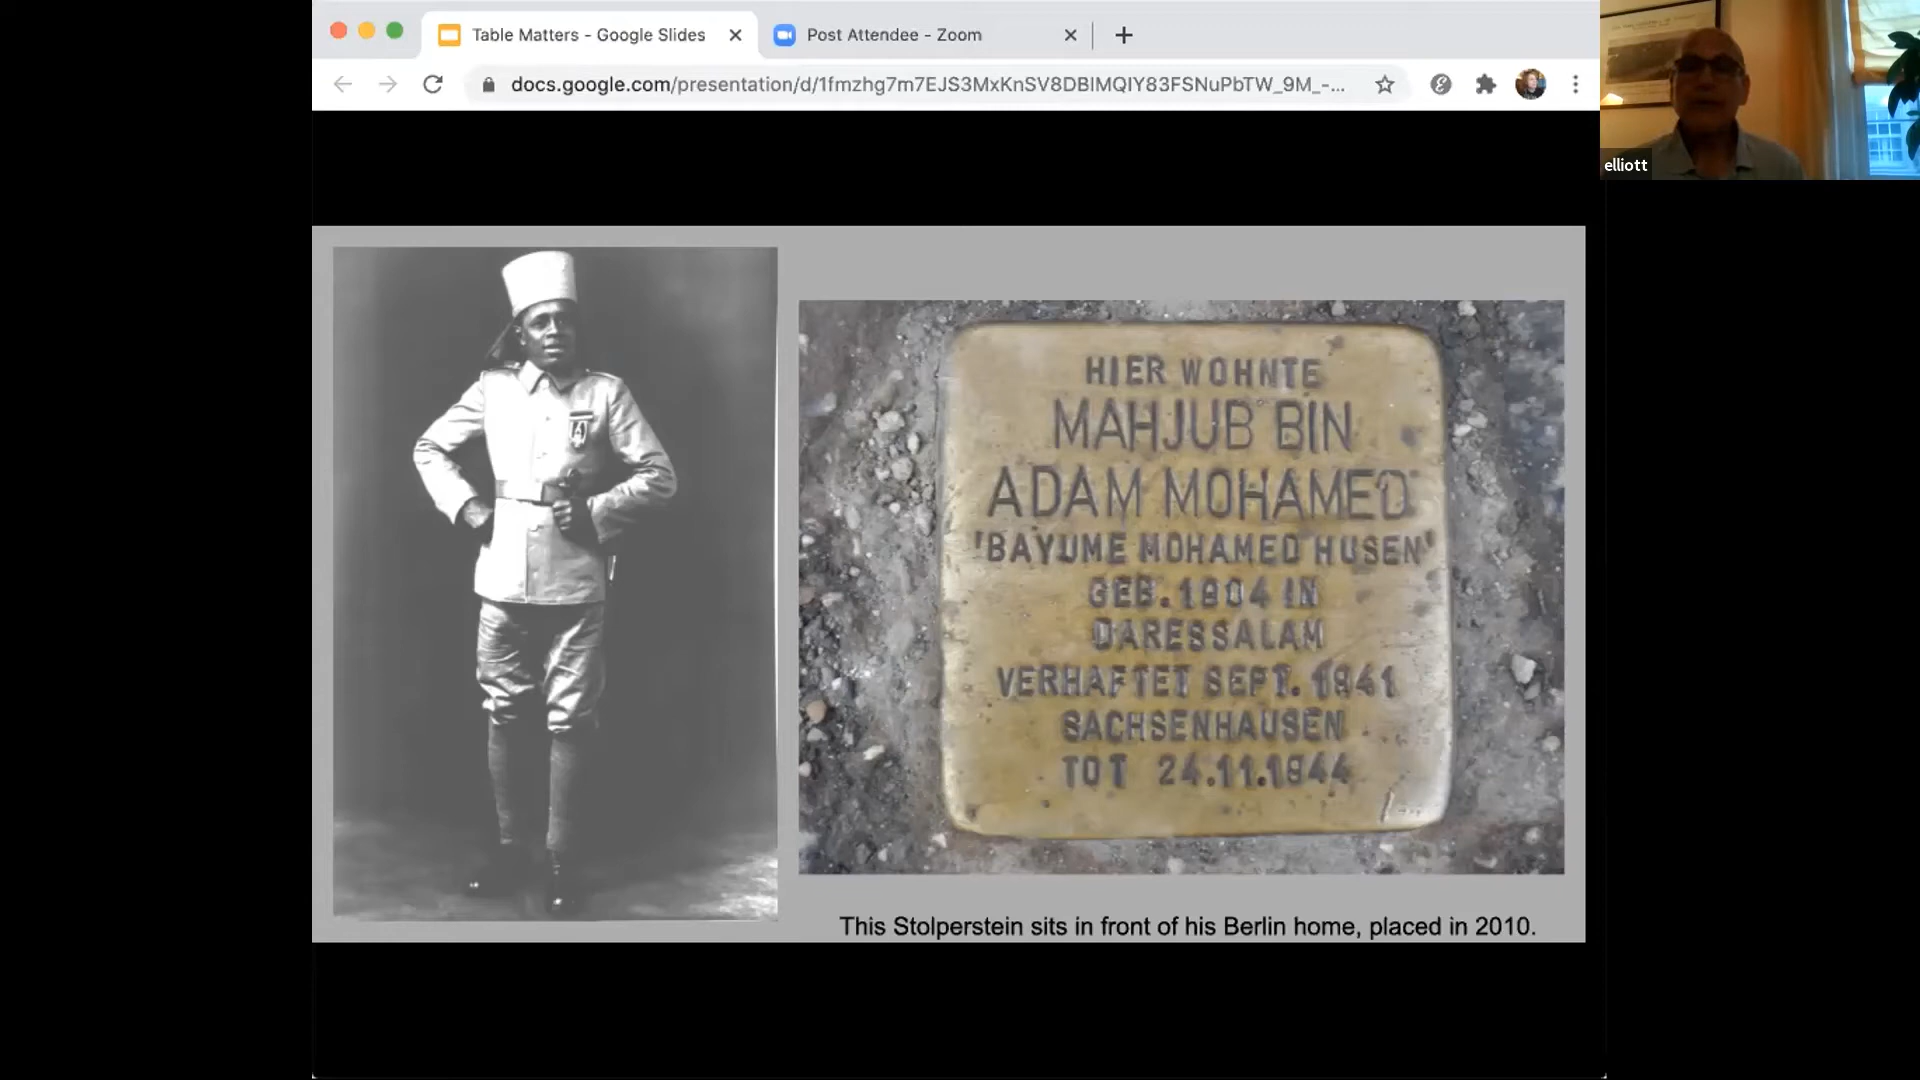 Table Matters - Google Slides
Post Attendee - Zoom
docs.google.com/presentation/d/1fmzhg7m7EJS3MxKnSV8DBlMQIY83FSNuPbTW_9M_-...
elliott
HIER WOHNTE
MAHJUB BIN
ADAM MOHAMED
'BAYUME MOHAMED HUSEN'
GEB. 1904 IN
DARESSALAM
VERHAFTET SEPT. 1941
SACHSENHAUSEN
TOT 24.11.1944
This Stolperstein sits in front of his Berlin home, placed in 2010.